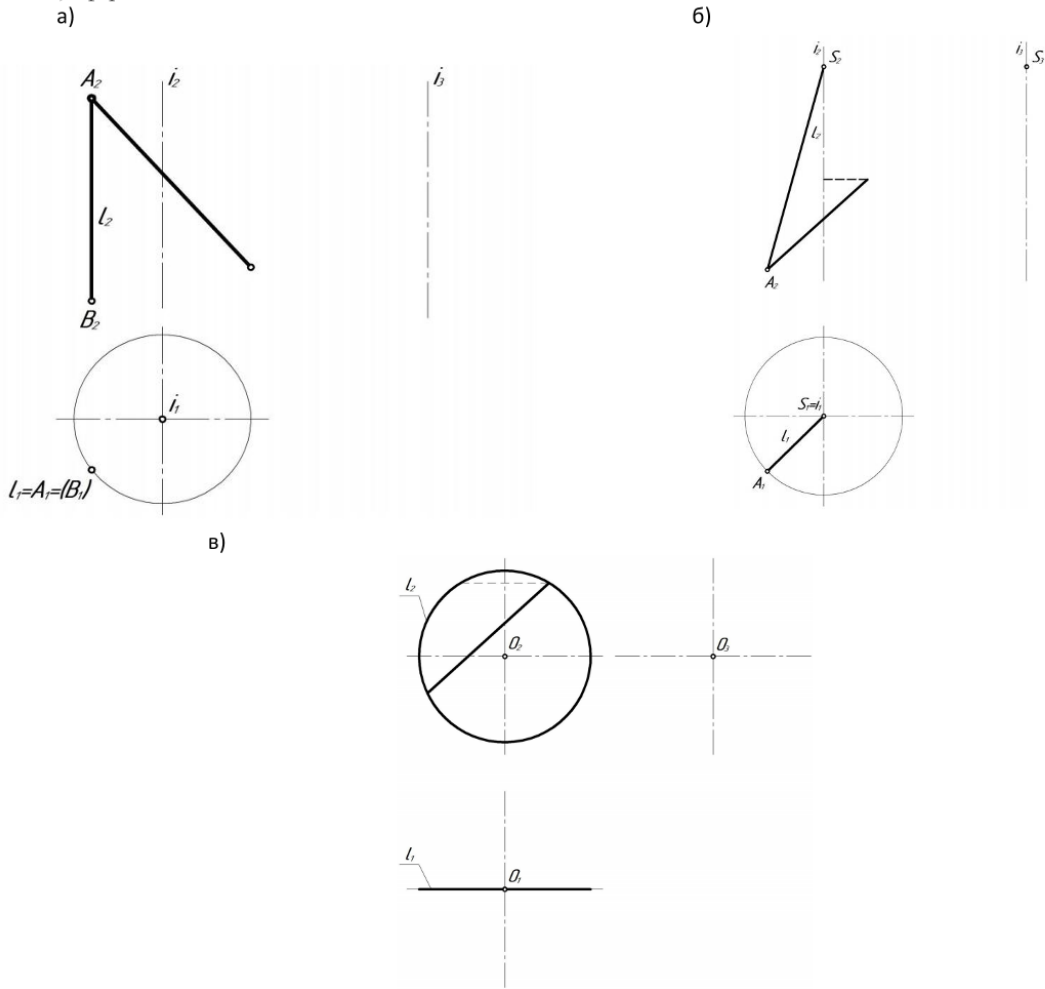 а)
б)
A₂
i₂
i₃
l₂
B₂
i₁
l₁=A₁=(B₁)
i₂
S₂
i₃
S₃
l₂
A₂
S₁=i₁
l₁
A₁
в)
l₂
O₂
O₃
l₁
O₁